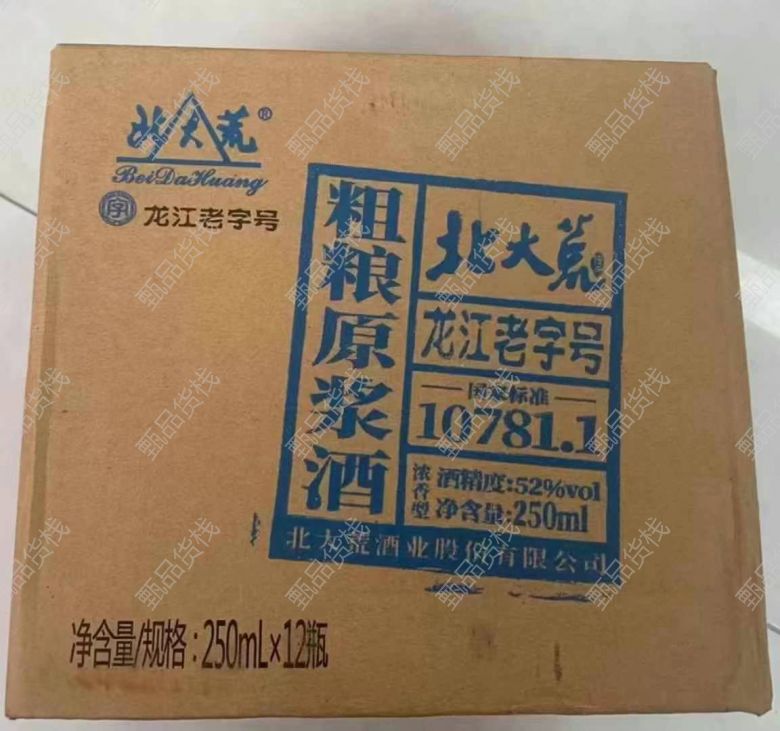 北大荒®
BeiDaHuang
字 龙江老字号
粗粮原浆酒
北大荒
龙江老字号
国家标准
10781.1
浓香型
酒精度:52%vol
净含量:250ml
北大荒酒业股份有限公司
净含量/规格:250mL×12瓶
甄品货栈